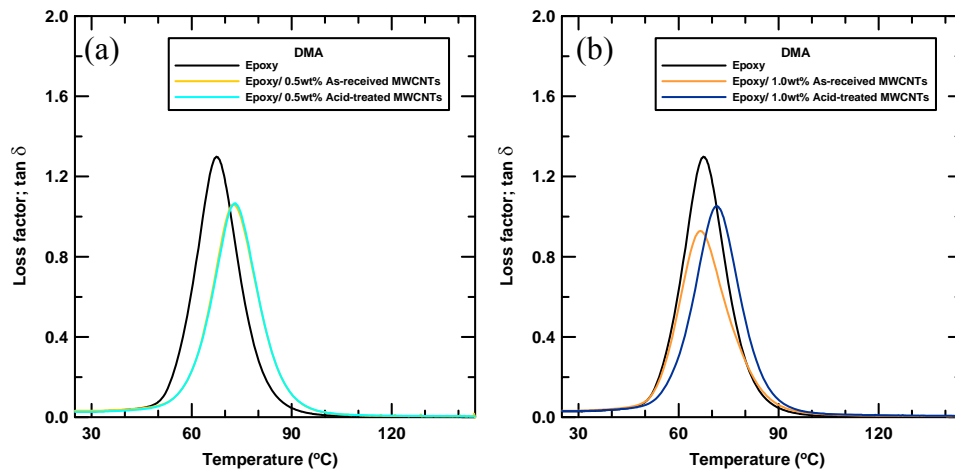 (a)
DMA
Epoxy
Epoxy/ 0.5wt% As-received MWCNTs
Epoxy/ 0.5wt% Acid-treated MWCNTs
Loss factor; tan δ
2.0
1.6
1.2
0.8
0.4
0.0
30 60 90 120
Temperature (ºC)
(b)
DMA
Epoxy
Epoxy/ 1.0wt% As-received MWCNTs
Epoxy/ 1.0wt% Acid-treated MWCNTs
Loss factor; tan δ
2.0
1.6
1.2
0.8
0.4
0.0
30 60 90 120
Temperature (ºC)